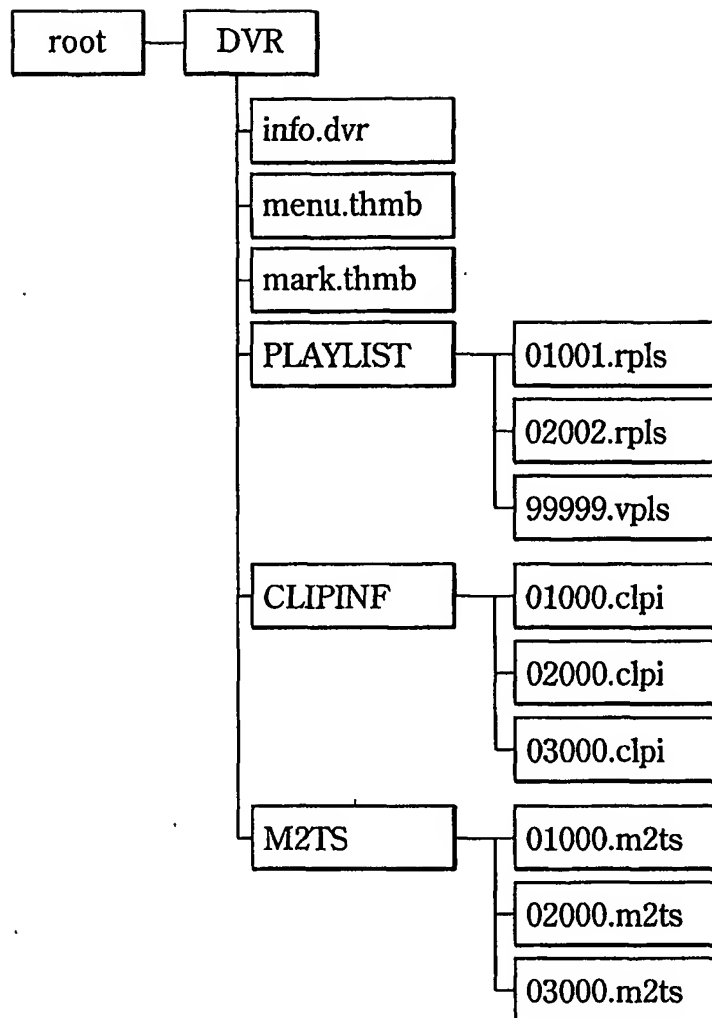 root
DVR
info.dvr
menu.thmb
mark.thmb
PLAYLIST
01001.rpls
02002.rpls
99999.vpls
CLIPINF
01000.clpi
02000.clpi
03000.clpi
M2TS
01000.m2ts
02000.m2ts
03000.m2ts